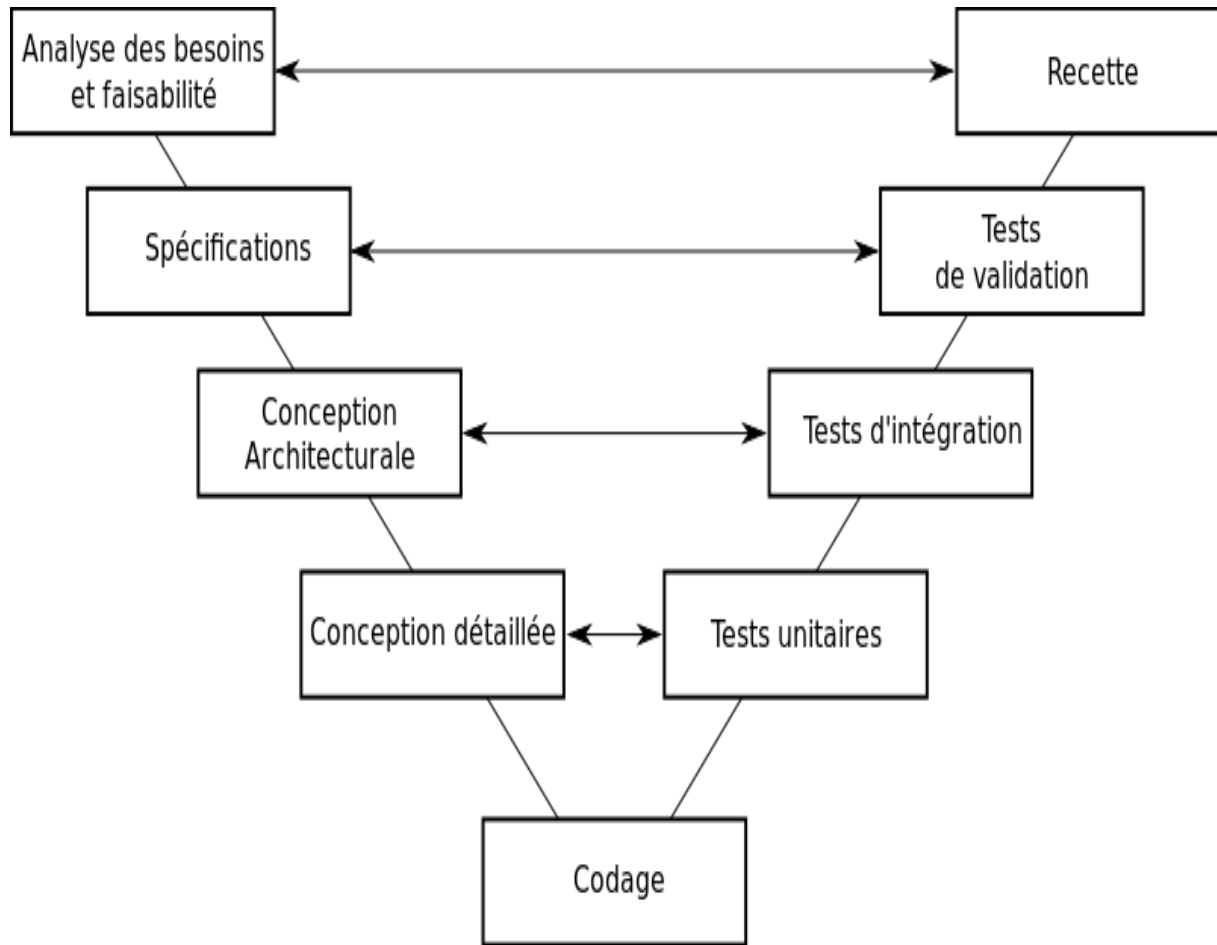 Analyse des besoins
et faisabilité
Recette
Spécifications
Tests
de validation
Conception
Architecturale
Tests d'intégration
Conception détaillée
Tests unitaires
Codage